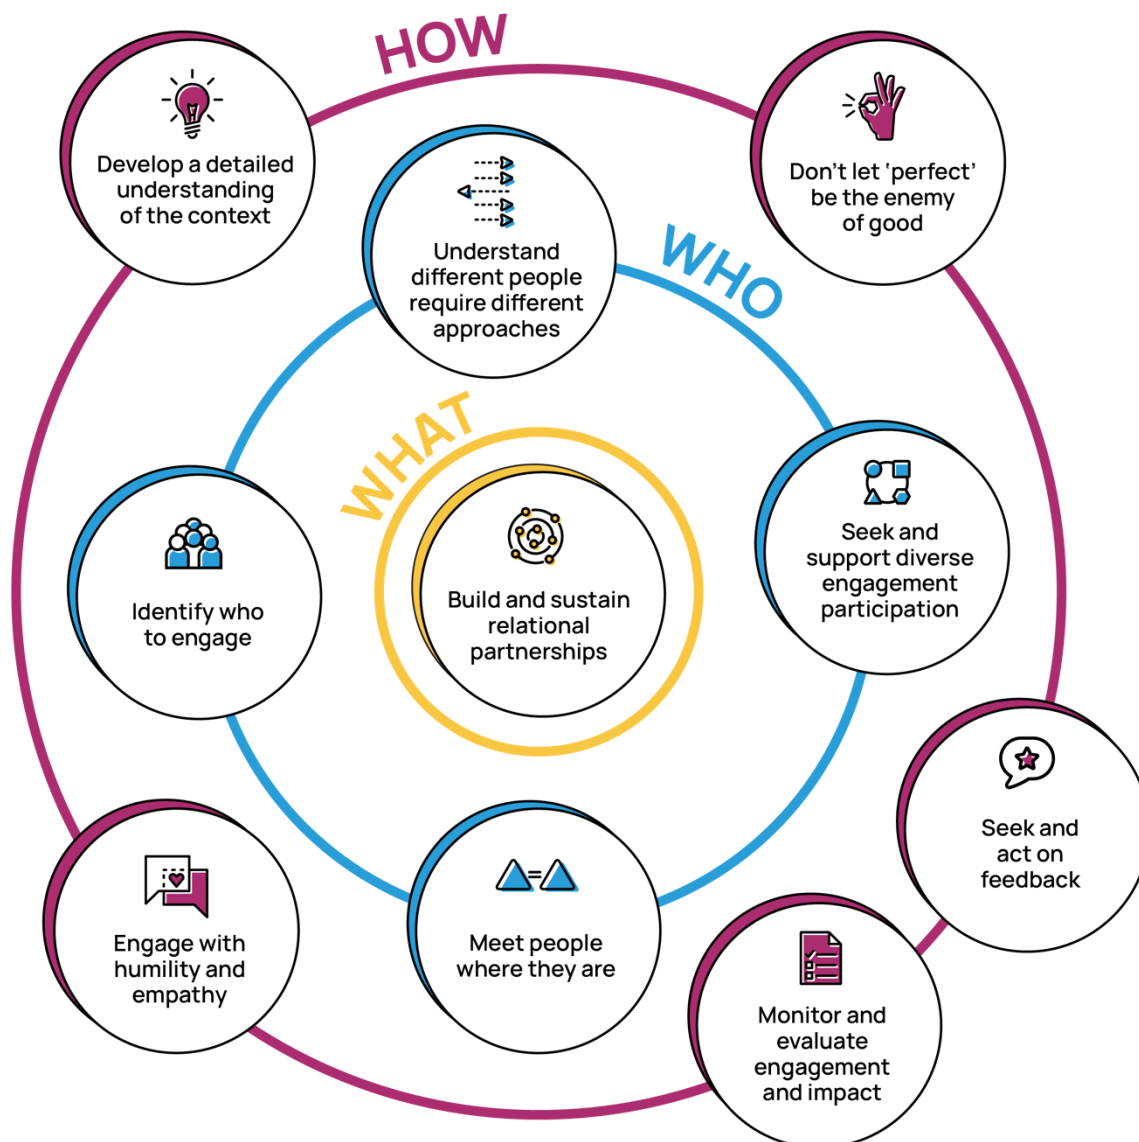 HOW
Develop a detailed
understanding
of the context
Don't let ‘perfect’
be the enemy
of good
Understand
different people
require different
approaches
WHO
WHAT
Seek and
support diverse
engagement
participation
Identify who
to engage
Build and sustain
relational
partnerships
Seek and
act on
feedback
Engage with
humility and
empathy
Meet people
where they are
Monitor and
evaluate
engagement
and impact